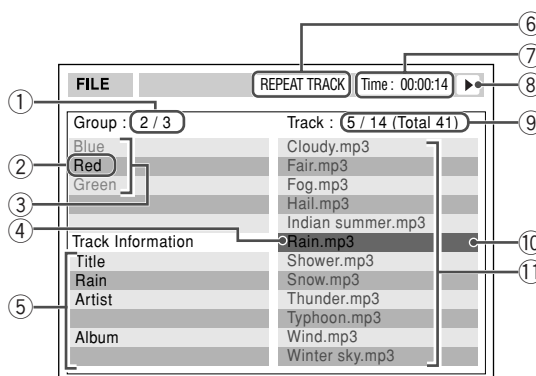 ⑥
⑦
FILE REPEAT TRACK Time : 00:00:14 ⑧
①
Group : 2 / 3 Track : 5 / 14 (Total 41) ⑨
Blue Cloudy.mp3
② Red Fair.mp3
Green Fog.mp3
③ Hail.mp3
Indian summer.mp3
④ Track Information Rain.mp3 ⑩
Title Shower.mp3
Rain Snow.mp3 ⑪
⑤ Artist Thunder.mp3
Typhoon.mp3
Album Wind.mp3
Winter sky.mp3